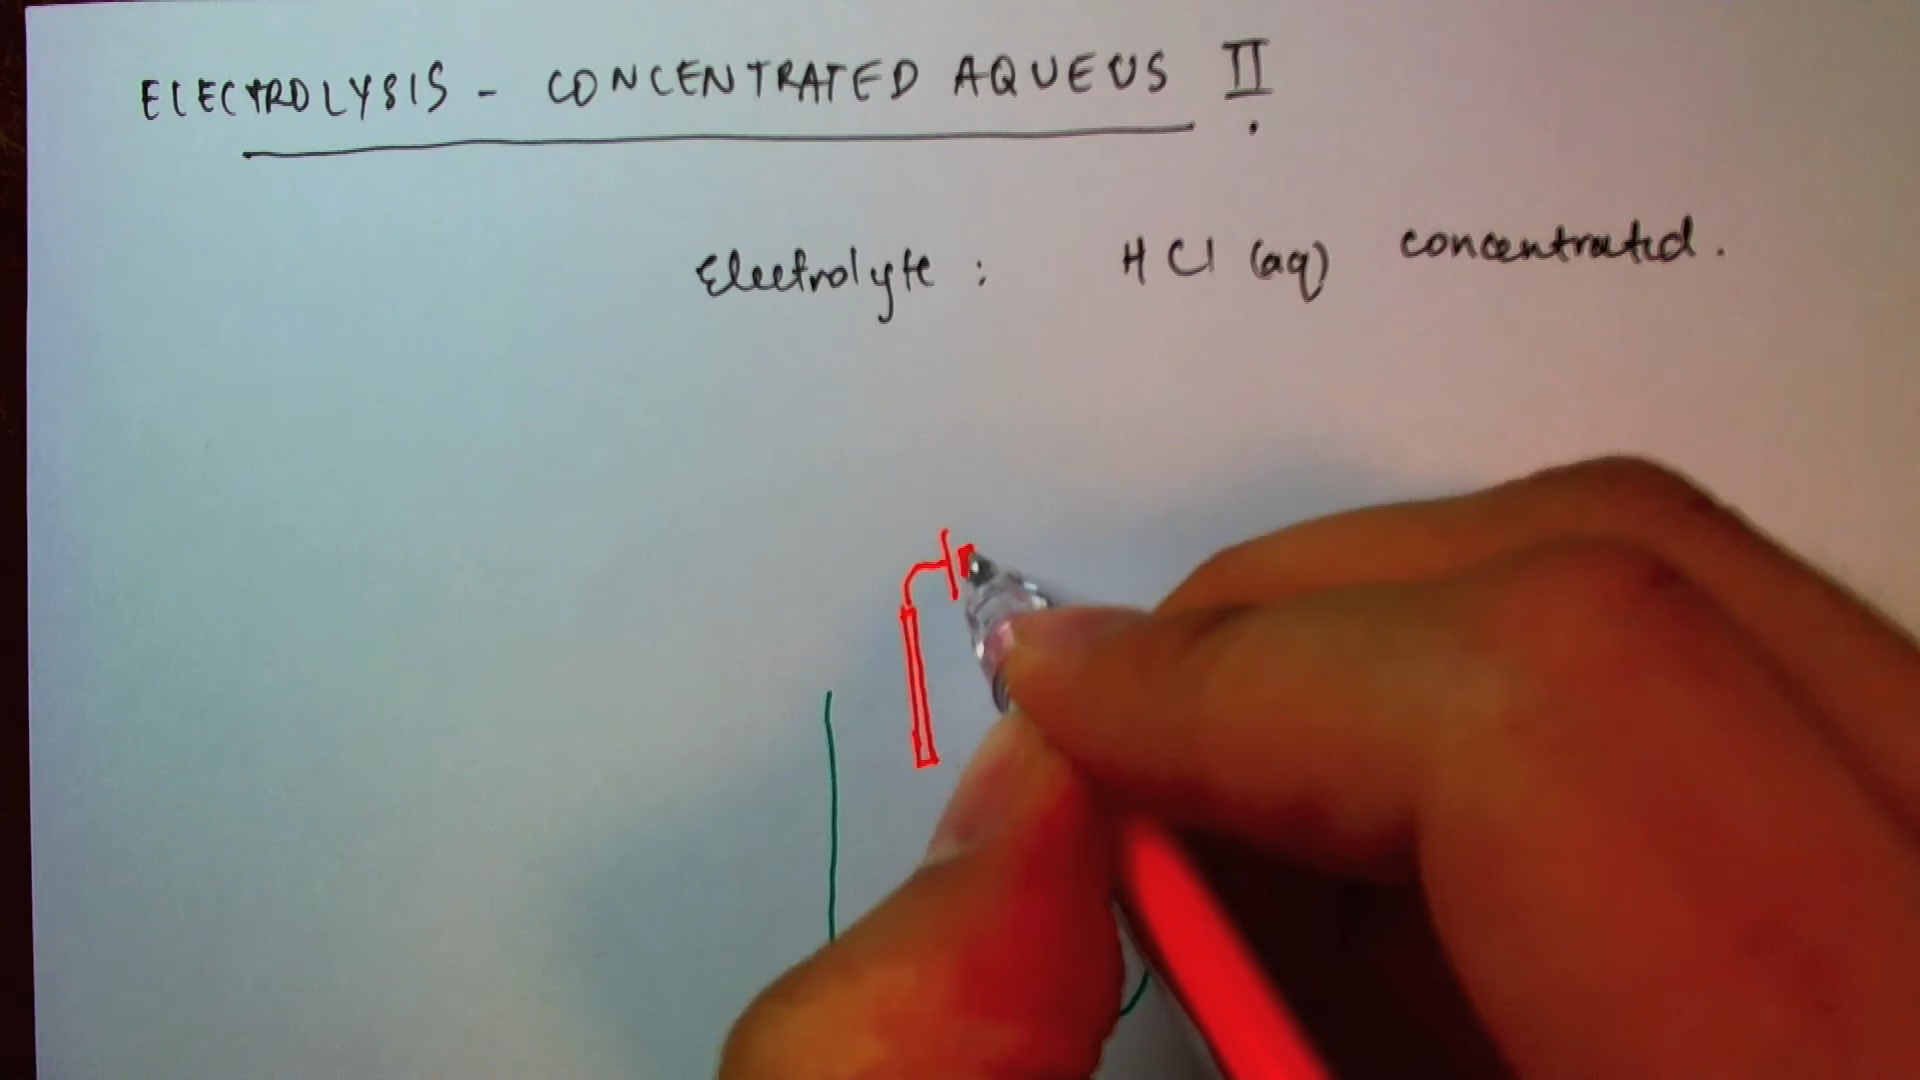 ELECTROLYSIS - CONCENTRATED AQUEUS II.
Electrolyte : HCl (aq) concentrated.